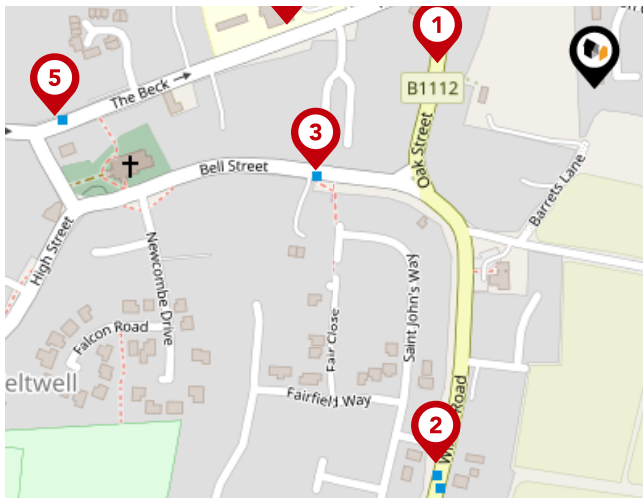 1
5
The Beck →
B1112
3
Oak Street
Bell Street
Barrets Lane
High Street
Newcombe Drive
Saint John's Way
Falcon Road
Fair Close
eltwell
Fairfield Way
Road
2